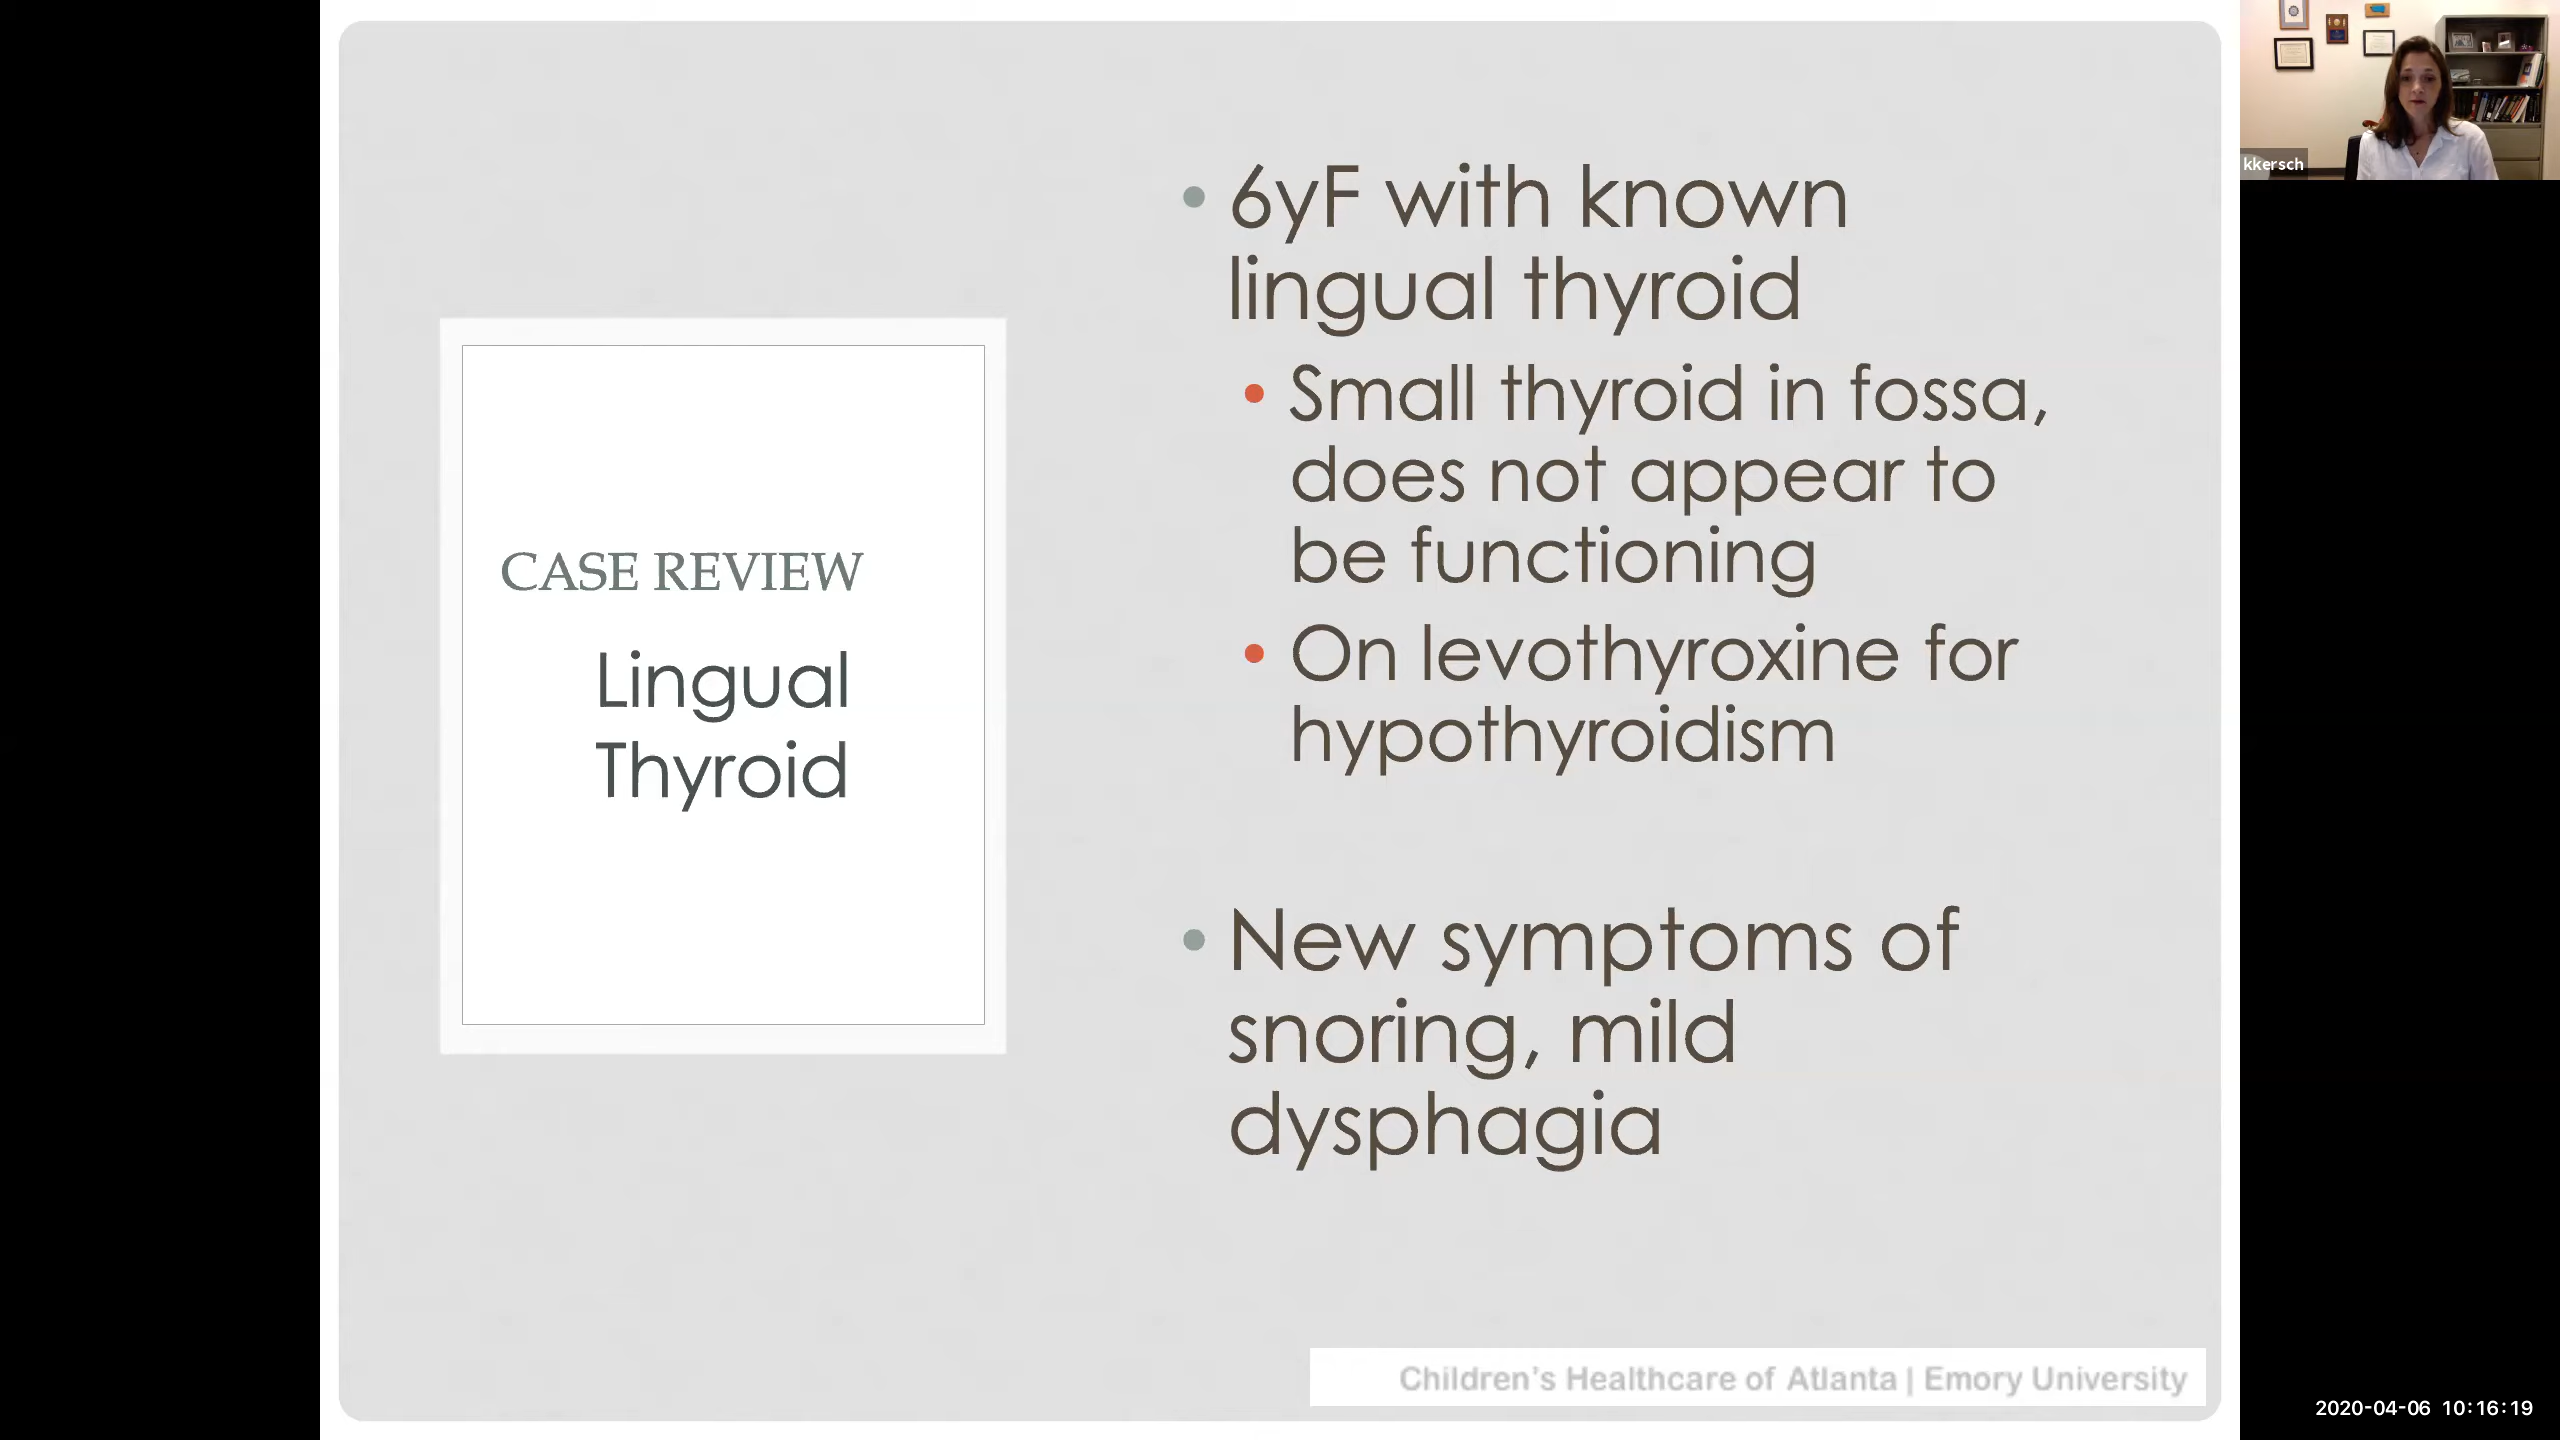 CASE REVIEW
Lingual
Thyroid
• 6yF with known
lingual thyroid
• Small thyroid in fossa,
does not appear to
be functioning
• On levothyroxine for
hypothyroidism
• New symptoms of
snoring, mild
dysphagia
Children's Healthcare of Atlanta | Emory University
kkersch
2020-04-06 10:16:19